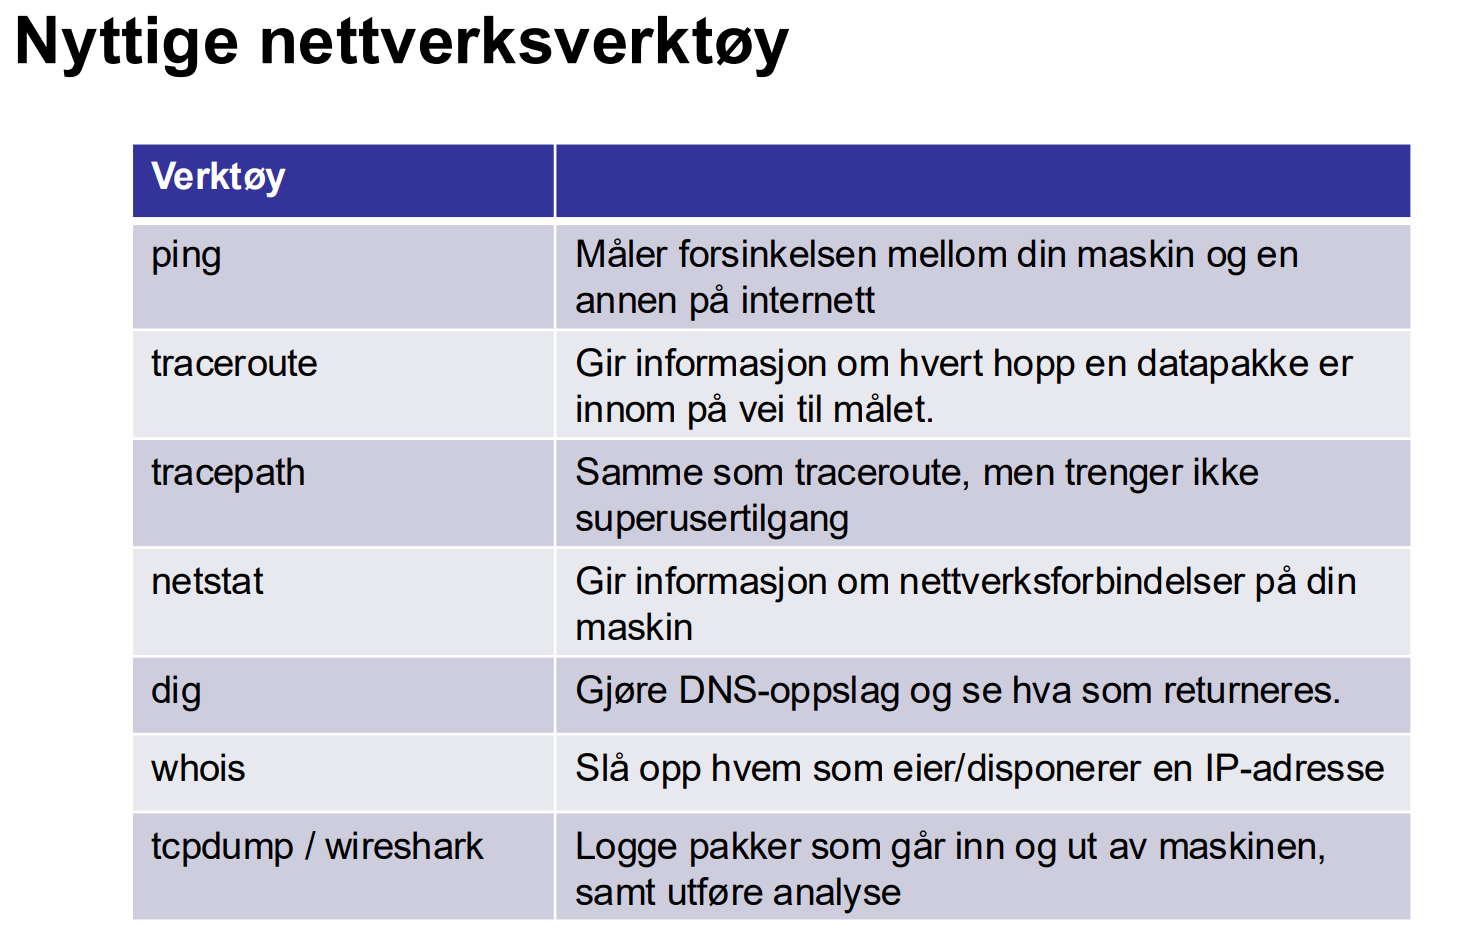 Nyttige nettverksverktøy
Verktøy
ping
Måler forsinkelsen mellom din maskin og en
annen på internett
traceroute
Gir informasjon om hvert hopp en datapakke er
innom på vei til målet.
tracepath
Samme som traceroute, men trenger ikke
superusertilgang
netstat
Gir informasjon om nettverksforbindelser på din
maskin
dig
Gjøre DNS-oppslag og se hva som returneres.
whois
Slå opp hvem som eier/disponerer en IP-adresse
tcpdump / wireshark
Logge pakker som går inn og ut av maskinen,
samt utføre analyse